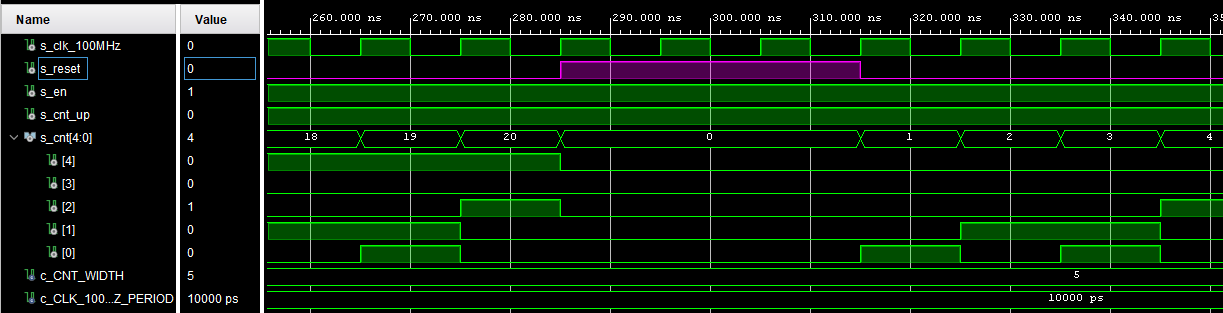 Name Value 260.000 ns 270.000 ns 280.000 ns 290.000 ns 300.000 ns 310.000 ns 320.000 ns 330.000 ns 340.000 ns
s_clk_100MHz 0
s_reset 0
s_en 1
s_cnt_up 0
s_cnt[4:0] 4 18 19 20 0 1 2 3 4
[4] 0
[3] 0
[2] 1
[1] 0
[0] 0
c_CNT_WIDTH 5 5
c_CLK_100...Z_PERIOD 10000 ps 10000 ps